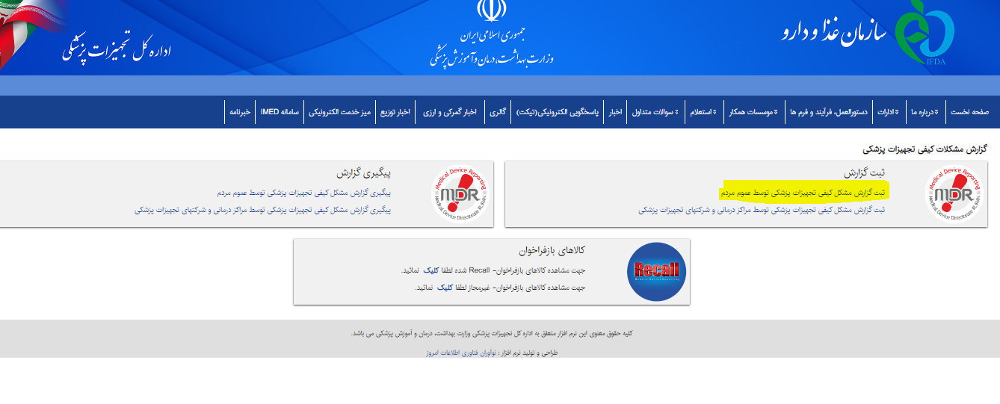 سازمان غذا و دارو
IFDA
جمهوری اسلامی ایران
وزارت بهداشت، درمان و آموزش پزشکی
اداره کل تجهیزات پزشکی
صفحه نخست
درباره ما
ادارات
دستورالعمل، فرآیند و فرم ها
موسسات همکار
استعلام
سوالات متداول
اخبار
پاسخگویی الکترونیکی(تیکت)
گالری
اخبار گمرکی و ارزی
اخبار توزیع
میز خدمت الکترونیکی
سامانه IMED
خبرنامه
گزارش مشکلات کیفی تجهیزات پزشکی
Medical Device Reporting
MDR
Medical Device Directorate IR.IRAN
ثبت گزارش
ثبت گزارش مشکل کیفی تجهیزات پزشکی توسط عموم مردم
ثبت گزارش مشکل کیفی تجهیزات پزشکی توسط مراکز درمانی و شرکتهای تجهیزات پزشکی
Medical Device Reporting
MDR
Medical Device Directorate IR.IRAN
پیگیری گزارش
پیگیری گزارش مشکل کیفی تجهیزات پزشکی توسط عموم مردم
پیگیری گزارش مشکل کیفی تجهیزات پزشکی توسط مراکز درمانی و شرکتهای تجهیزات پزشکی
Recall
Medical Device Reporting
کالاهای بازفراخوان
جهت مشاهده کالاهای بازفراخوان- Recall شده لطفا کلیک نمائید.
جهت مشاهده کالاهای بازفراخوان- غیرمجاز لطفا کلیک نمائید.
کلیه حقوق معنوی این نرم افزار متعلق به اداره کل تجهیزات پزشکی وزارت بهداشت، درمان و آموزش پزشکی می باشد.
طراحی و تولید نرم افزار : نوآوران فناوری اطلاعات امروز